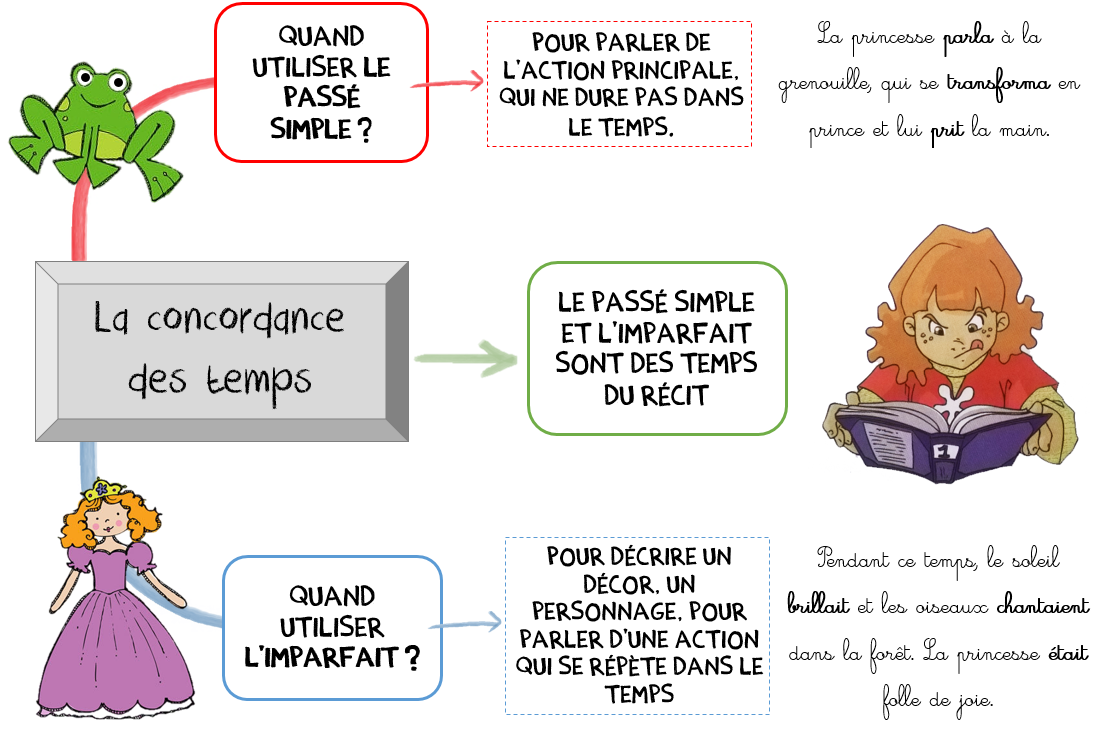 QUAND
UTILISER LE
PASSÉ
SIMPLE ?
POUR PARLER DE
L'ACTION PRINCIPALE,
QUI NE DURE PAS DANS
LE TEMPS.
La princesse parla à la
grenouille, qui se transforma en
prince et lui prit la main.
La concordance
des temps
LE PASSÉ SIMPLE
ET L'IMPARFAIT
SONT DES TEMPS
DU RÉCIT
1
QUAND
UTILISER
L'IMPARFAIT ?
POUR DÉCRIRE UN
DÉCOR, UN
PERSONNAGE, POUR
PARLER D'UNE ACTION
QUI SE RÉPÈTE DANS LE
TEMPS
Pendant ce temps, le soleil
brillait et les oiseaux chantaient
dans la forêt. La princesse était
folle de joie.